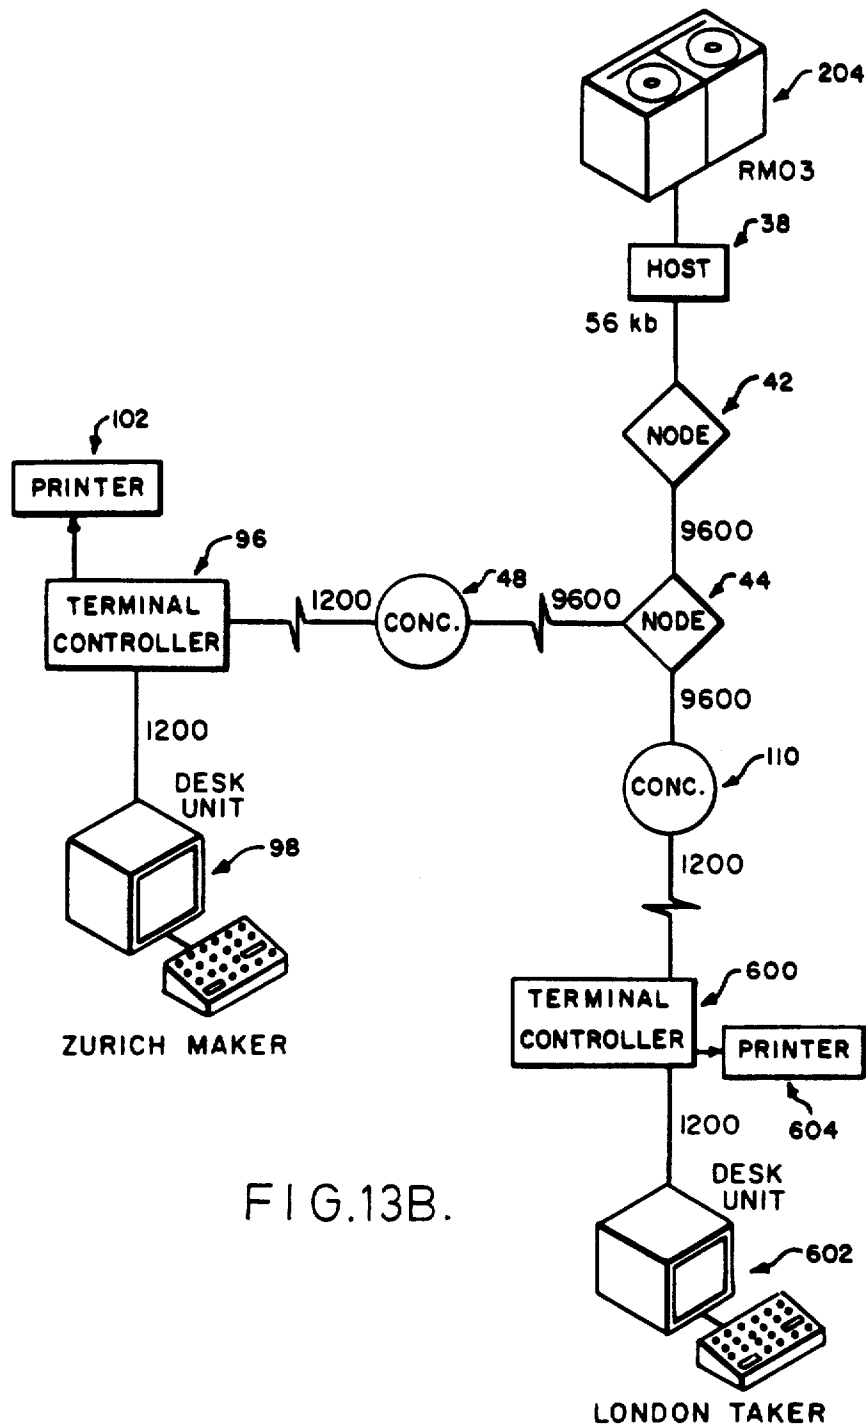 204
RM03
38
HOST
56 kb
42
NODE
102
PRINTER
9600
96
48
44
TERMINAL
CONTROLLER
1200
CONC.
9600
NODE
9600
1200
110
DESK
UNIT
CONC.
98
1200
600
TERMINAL
CONTROLLER
ZURICH MAKER
PRINTER
604
1200
DESK
UNIT
FIG.13B.
602
LONDON TAKER